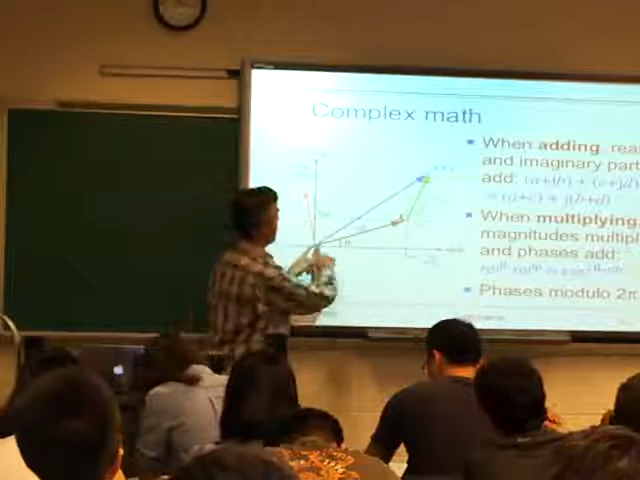 Complex math
▪ When adding, rea
and imaginary part
add: (a+jb) + (c+jd)
= (a+c) + j(b+d)
▪ When multiplying,
magnitudes multipl
and phases add:
▪ Phases modulo 2π